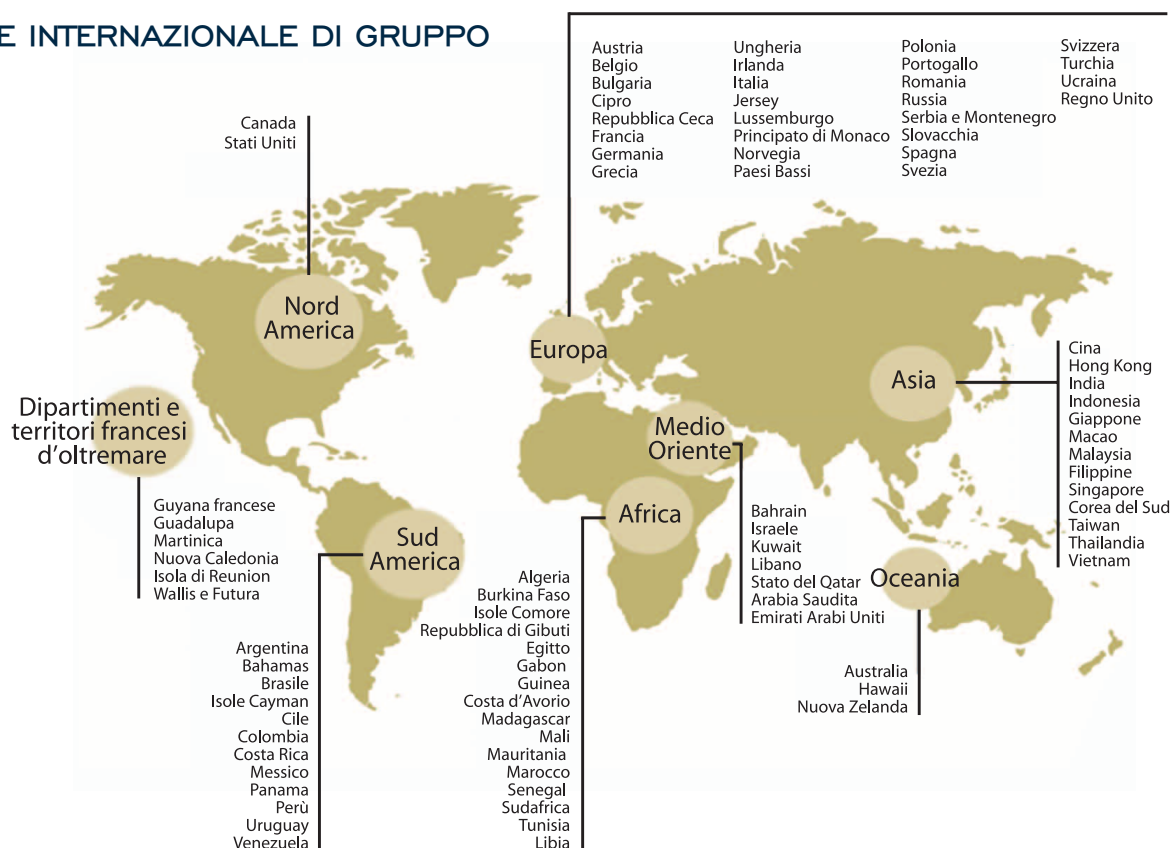 E INTERNAZIONALE DI GRUPPO
Austria
Belgio
Bulgaria
Cipro
Repubblica Ceca
Francia
Germania
Grecia
Ungheria
Irlanda
Italia
Jersey
Lussemburgo
Principato di Monaco
Norvegia
Paesi Bassi
Polonia
Portogallo
Romania
Russia
Serbia e Montenegro
Slovacchia
Spagna
Svezia
Svizzera
Turchia
Ucraina
Regno Unito
Canada
Stati Uniti
Nord
America
Europa
Asia
Cina
Hong Kong
India
Indonesia
Giappone
Macao
Malaysia
Filippine
Singapore
Corea del Sud
Taiwan
Thailandia
Vietnam
Dipartimenti e
territori francesi
d'oltremare
Guyana francese
Guadalupa
Martinica
Nuova Caledonia
Isola di Reunion
Wallis e Futura
Medio
Oriente
Bahrain
Israele
Kuwait
Libano
Stato del Qatar
Arabia Saudita
Emirati Arabi Uniti
Sud
America
Argentina
Bahamas
Brasile
Isole Cayman
Cile
Colombia
Costa Rica
Messico
Panama
Perù
Uruguay
Venezuela
Africa
Algeria
Burkina Faso
Isole Comore
Repubblica di Gibuti
Egitto
Gabon
Guinea
Costa d'Avorio
Madagascar
Mali
Mauritania
Marocco
Senegal
Sudafrica
Tunisia
Libia
Oceania
Australia
Hawaii
Nuova Zelanda